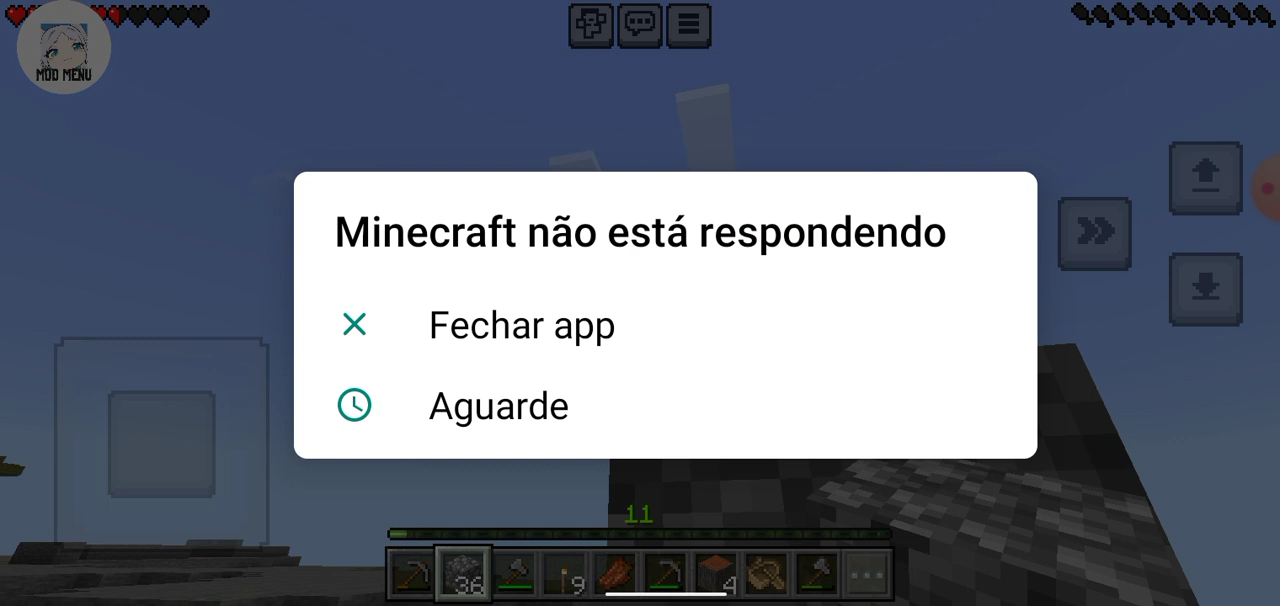 MOD MENU
Minecraft não está respondendo
Fechar app
Aguarde
11
36
9
4